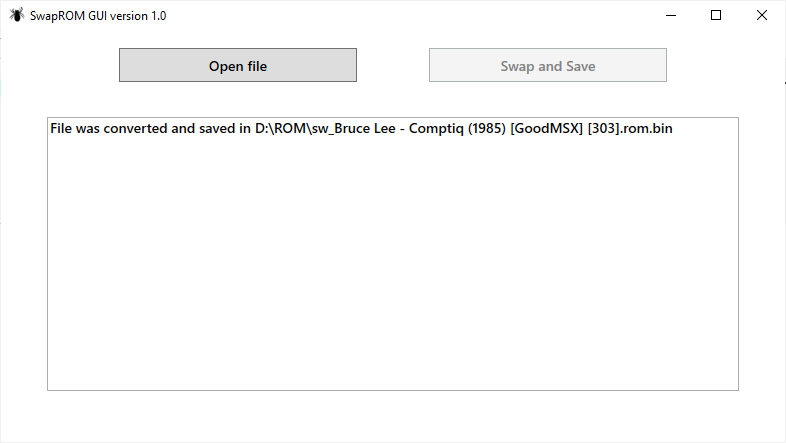 SwapROM GUI version 1.0
Open file
Swap and Save
File was converted and saved in D:\ROM\sw_Bruce Lee - Comptiq (1985) [GoodMSX] [303].rom.bin